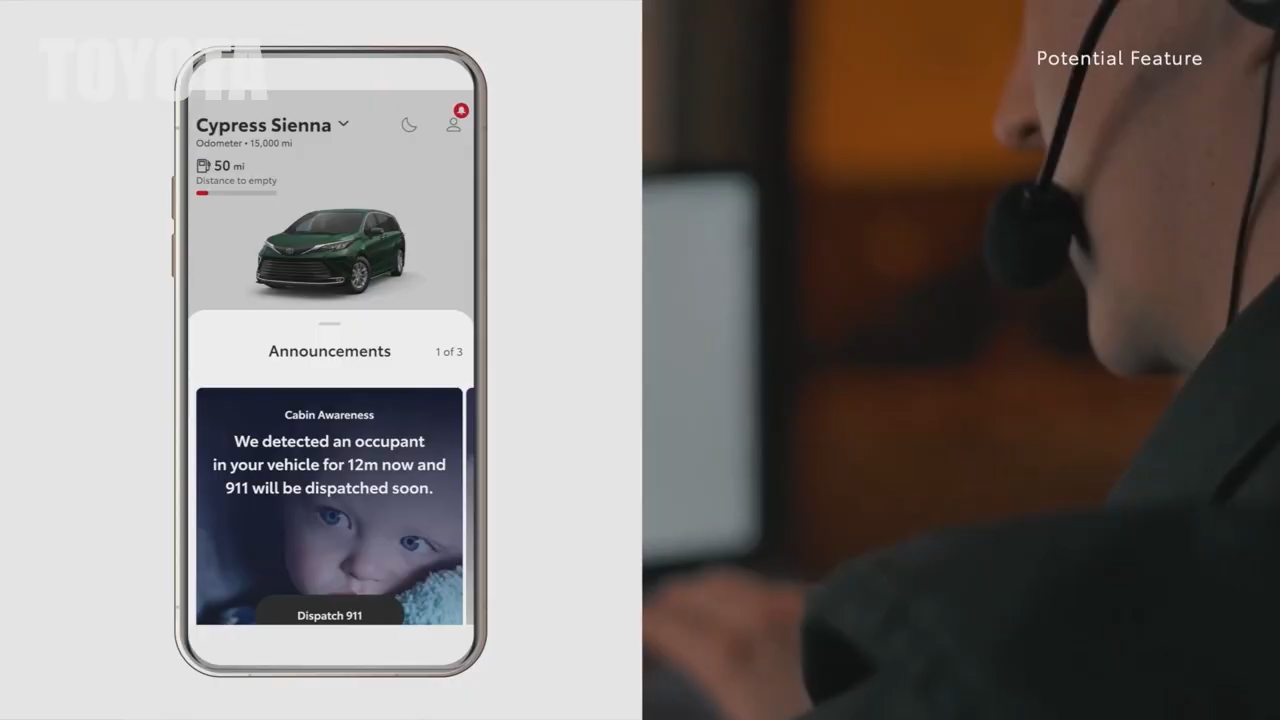 TOYOTA
Potential Feature
Cypress Sienna
Odometer • 15,000 mi
50 mi
Distance to empty
Announcements
1 of 3
Cabin Awareness
We detected an occupant
in your vehicle for 12m now and
911 will be dispatched soon.
Dispatch 911